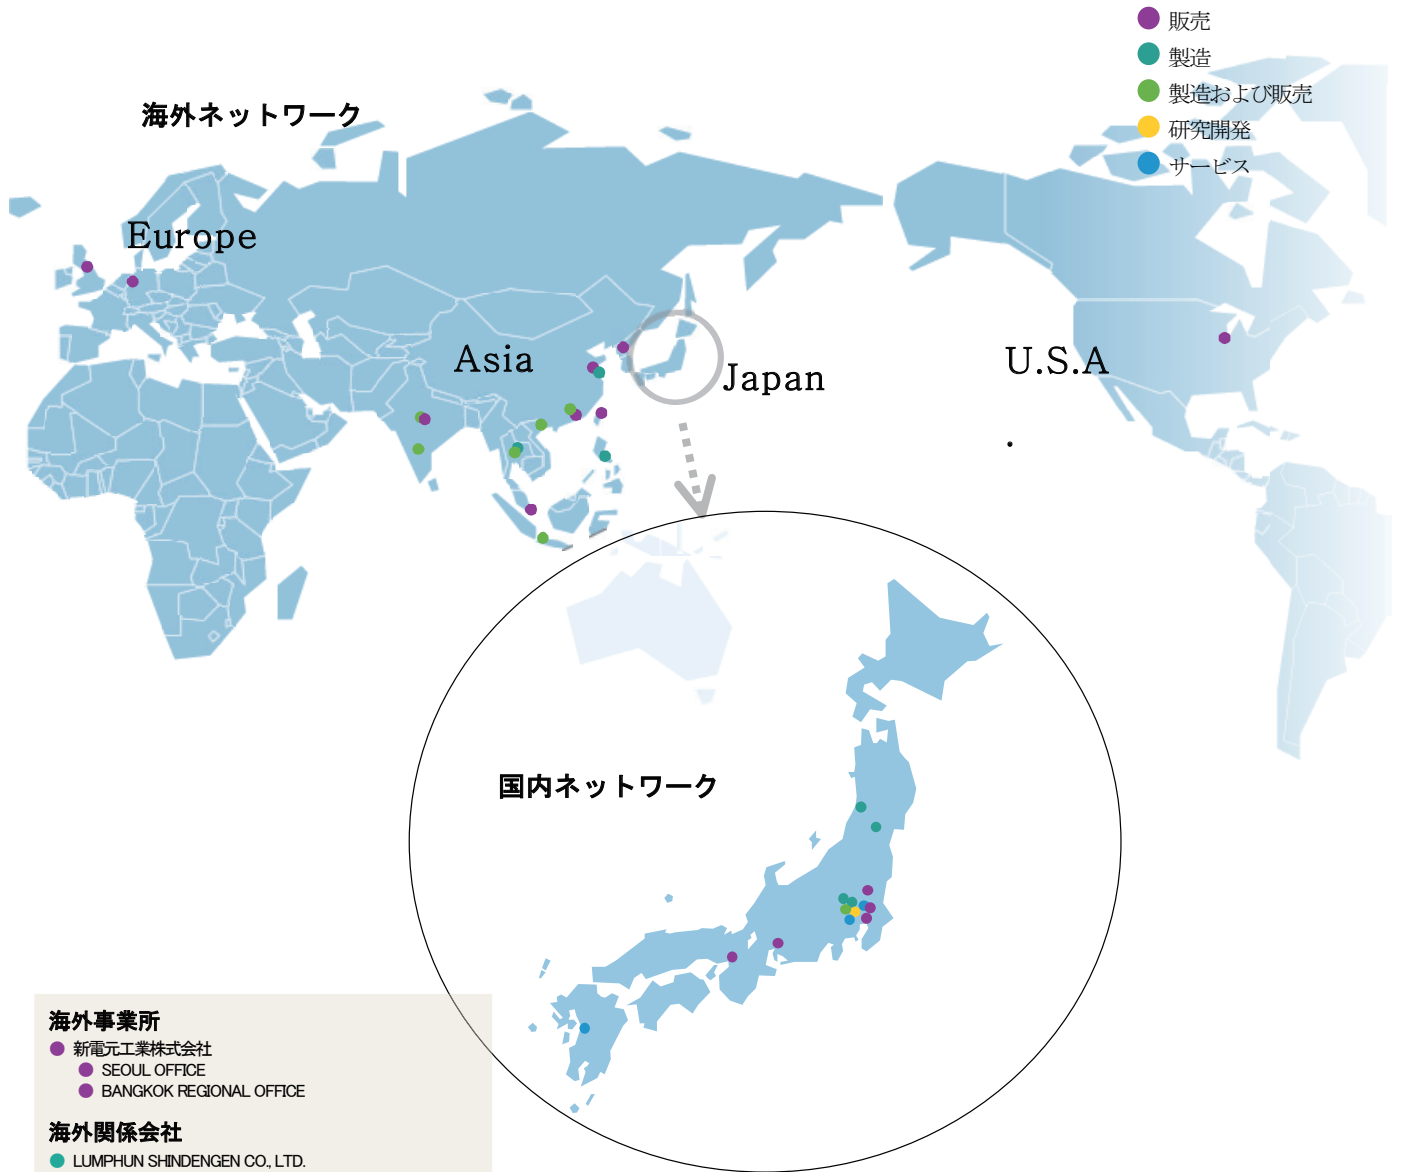 販売
製造
製造および販売
研究開発
サービス
海外ネットワーク
Europe
Asia
Japan
U.S.A
国内ネットワーク
海外事業所
新電元工業株式会社
SEOUL OFFICE
BANGKOK REGIONAL OFFICE
海外関係会社
LUMPHUN SHINDENGEN CO., LTD.